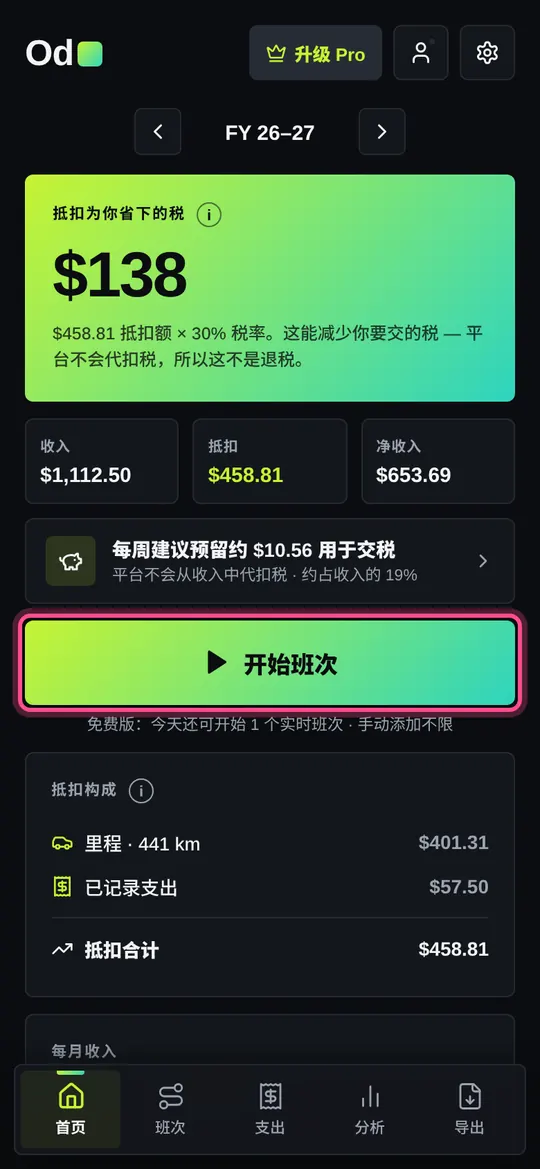 Od
升级 Pro
FY 26–27
抵扣为你省下的税
$138
$458.81 抵扣额 × 30% 税率。这能减少你要交的税 — 平
台不会代扣税，所以这不是退税。
收入
$1,112.50
抵扣
$458.81
净收入
$653.69
每周建议预留约 $10.56 用于交税
平台不会从收入中代扣税 · 约占收入的 19%
开始班次
免费版：今天还可开始 1 个实时班次 · 手动添加不限
抵扣构成
里程 · 441 km
$401.31
已记录支出
$57.50
抵扣合计
$458.81
每月收入
首页
班次
支出
分析
导出